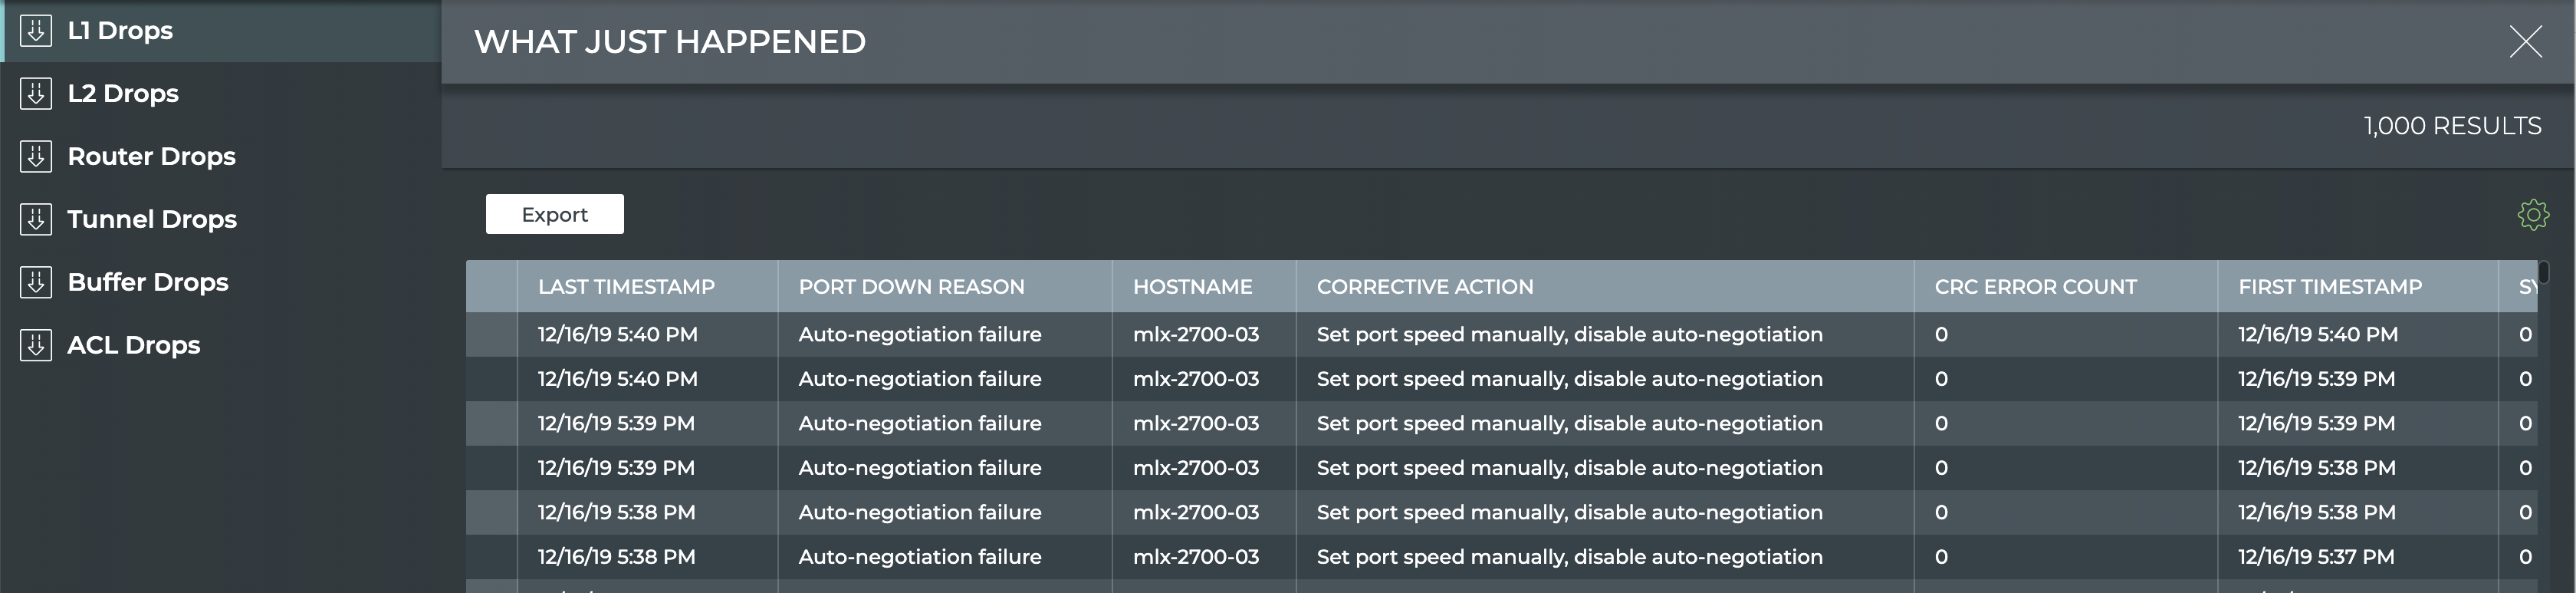 L1 Drops
L2 Drops
Router Drops
Tunnel Drops
Buffer Drops
ACL Drops
WHAT JUST HAPPENED
1,000 RESULTS
Export
LAST TIMESTAMP PORT DOWN REASON HOSTNAME CORRECTIVE ACTION CRC ERROR COUNT FIRST TIMESTAMP
12/16/19 5:40 PM Auto-negotiation failure mlx-2700-03 Set port speed manually, disable auto-negotiation 0 12/16/19 5:40 PM 0
12/16/19 5:40 PM Auto-negotiation failure mlx-2700-03 Set port speed manually, disable auto-negotiation 0 12/16/19 5:39 PM 0
12/16/19 5:39 PM Auto-negotiation failure mlx-2700-03 Set port speed manually, disable auto-negotiation 0 12/16/19 5:39 PM 0
12/16/19 5:39 PM Auto-negotiation failure mlx-2700-03 Set port speed manually, disable auto-negotiation 0 12/16/19 5:38 PM 0
12/16/19 5:38 PM Auto-negotiation failure mlx-2700-03 Set port speed manually, disable auto-negotiation 0 12/16/19 5:38 PM 0
12/16/19 5:38 PM Auto-negotiation failure mlx-2700-03 Set port speed manually, disable auto-negotiation 0 12/16/19 5:37 PM 0